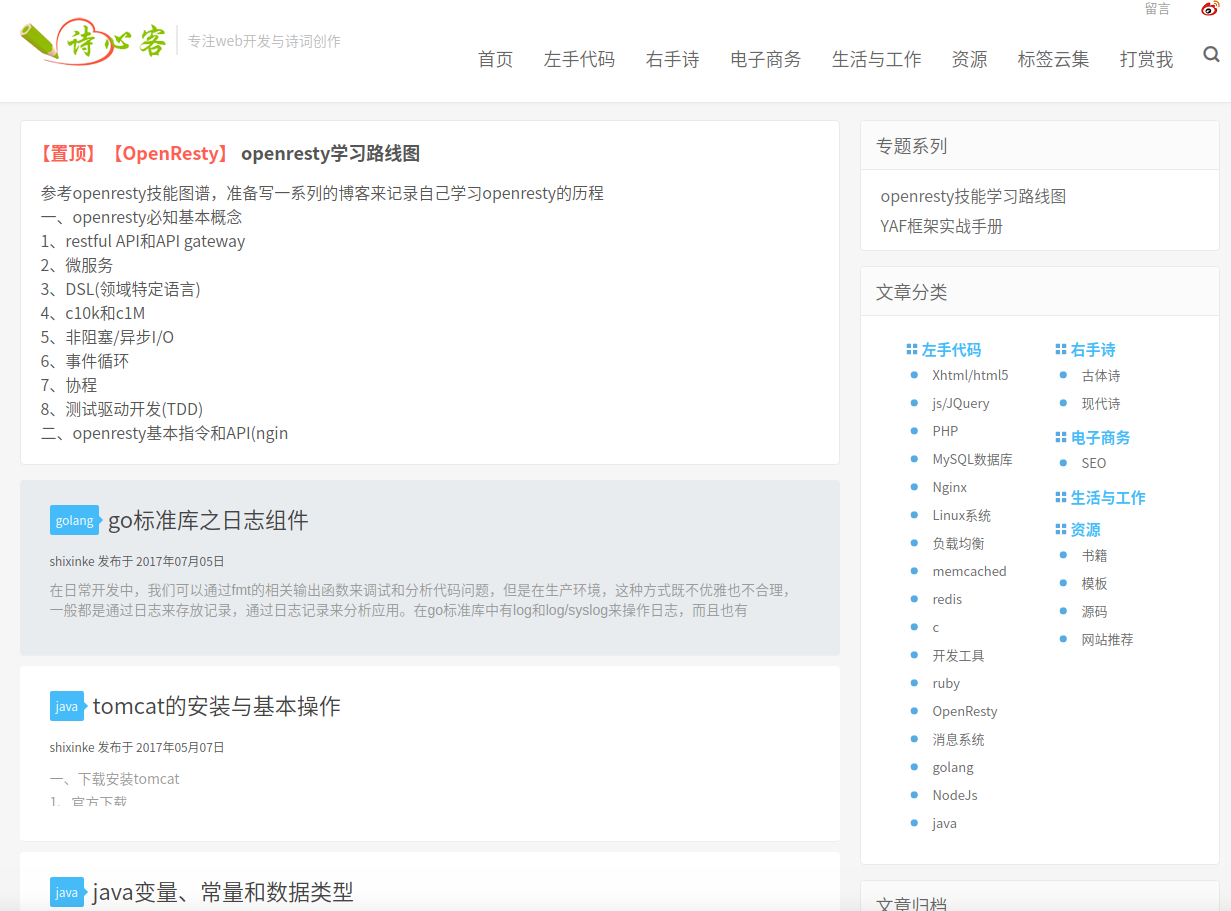 留言
诗心客
专注web开发与诗词创作
首页 左手代码 右手诗 电子商务 生活与工作 资源 标签云集 打赏我
【置顶】【OpenResty】 openresty学习路线图
参考openresty技能图谱，准备写一系列的博客来记录自己学习openresty的历程
一、openresty必知基本概念
1、restful API和API gateway
2、微服务
3、DSL(领域特定语言)
4、c10k和c1M
5、非阻塞/异步I/O
6、事件循环
7、协程
8、测试驱动开发(TDD)
二、openresty基本指令和API(ngin
golang go标准库之日志组件
shixinke 发布于 2017年07月05日
在日常开发中，我们可以通过fmt的相关输出函数来调试和分析代码问题，但是在生产环境，这种方式既不优雅也不合理，
一般都是通过日志来存放记录，通过日志记录来分析应用。在go标准库中有log和log/syslog来操作日志，而且也有
java tomcat的安装与基本操作
shixinke 发布于 2017年05月07日
一、下载安装tomcat
1、官方下载
java java变量、常量和数据类型
专题系列
openresty技能学习路线图
YAF框架实战手册
文章分类
左手代码
Xhtml/html5
js/JQuery
PHP
MySQL数据库
Nginx
Linux系统
负载均衡
memcached
redis
c
开发工具
ruby
OpenResty
消息系统
golang
NodeJs
java
右手诗
古体诗
现代诗
电子商务
SEO
生活与工作
资源
书籍
模板
源码
网站推荐
文章归档